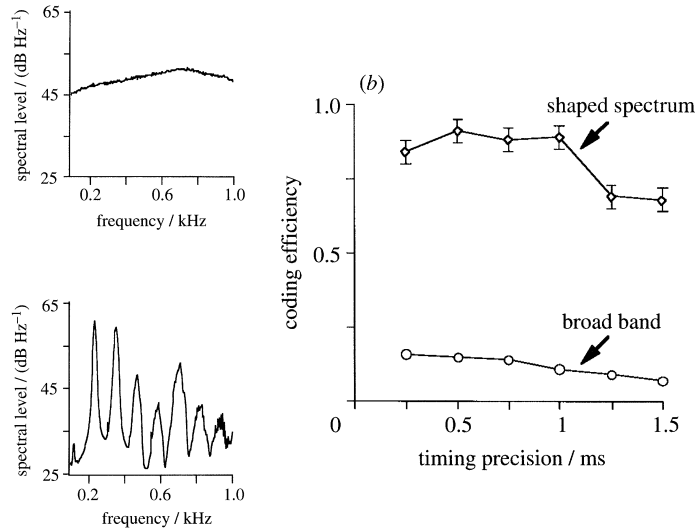 65
45
25
spectral level / (dB Hz⁻¹)
0.2 0.6 1.0
frequency / kHz
65
45
25
spectral level / (dB Hz⁻¹)
0.2 0.6 1.0
frequency / kHz
(b)
1.0
0.5
0
coding efficiency
shaped spectrum
broad band
0.5 1 1.5
timing precision / ms